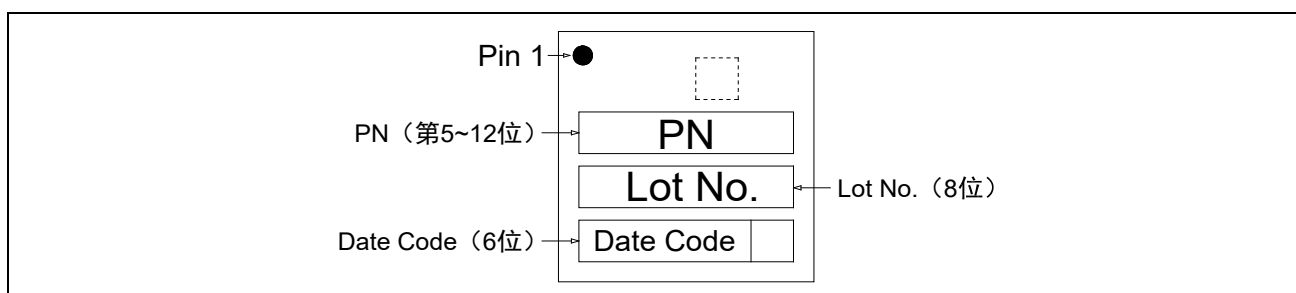 Pin 1
PN（第5~12位）
PN
Lot No.
Lot No.（8位）
Date Code（6位）
Date Code